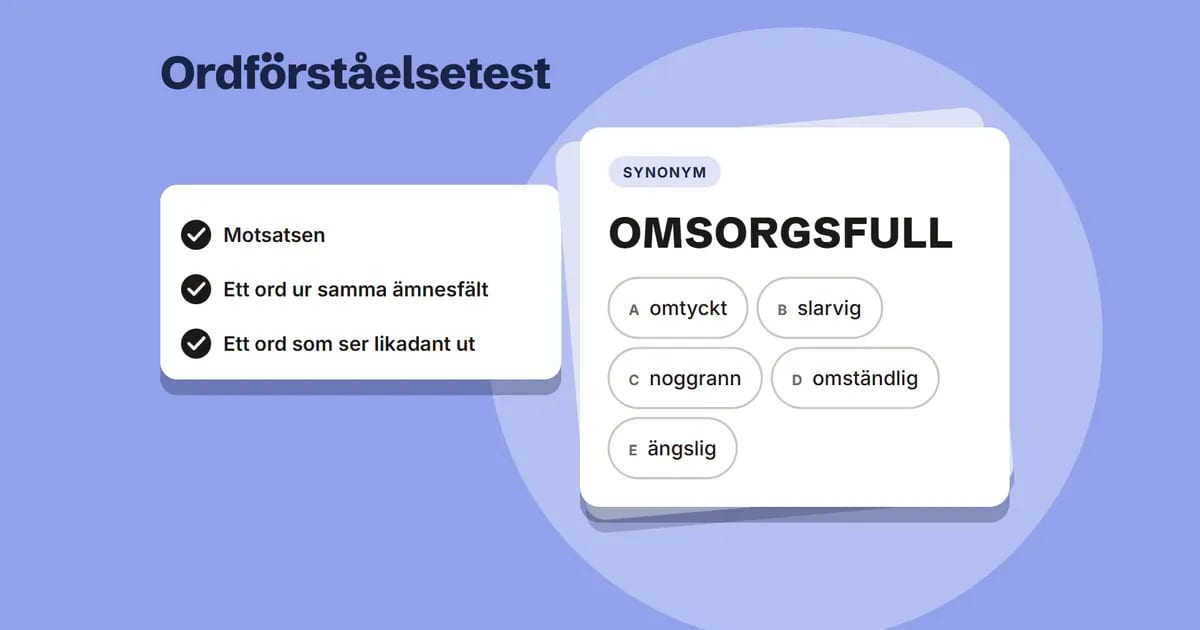 Ordförståelsetest
Motsatsen
Ett ord ur samma ämnesfält
Ett ord som ser likadant ut
SYNONYM
OMSORGSFULL
A omtyckt
B slarvig
C noggrann
D omständlig
E ängslig